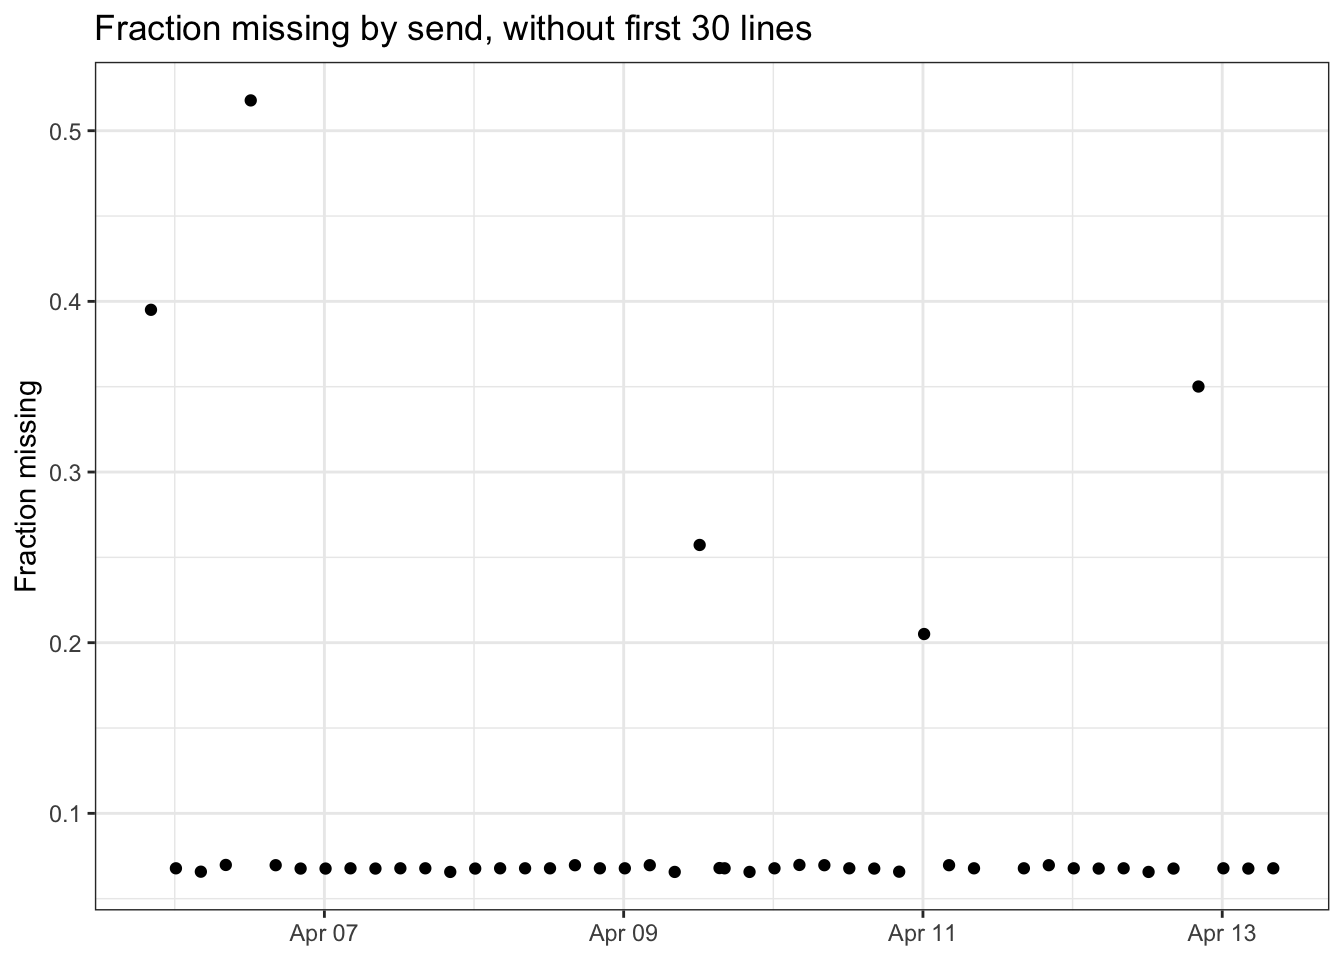 Fraction missing by send, without first 30 lines
0.5
0.4
0.3
0.2
0.1
Fraction missing
Apr 07
Apr 09
Apr 11
Apr 13